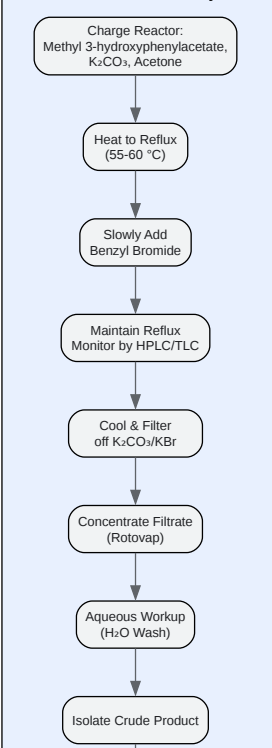 Charge Reactor:
Methyl 3-hydroxyphenylacetate,
K₂CO₃, Acetone
Heat to Reflux
(55-60 °C)
Slowly Add
Benzyl Bromide
Maintain Reflux
Monitor by HPLC/TLC
Cool & Filter
off K₂CO₃/KBr
Concentrate Filtrate
(Rotovap)
Aqueous Workup
(H₂O Wash)
Isolate Crude Product